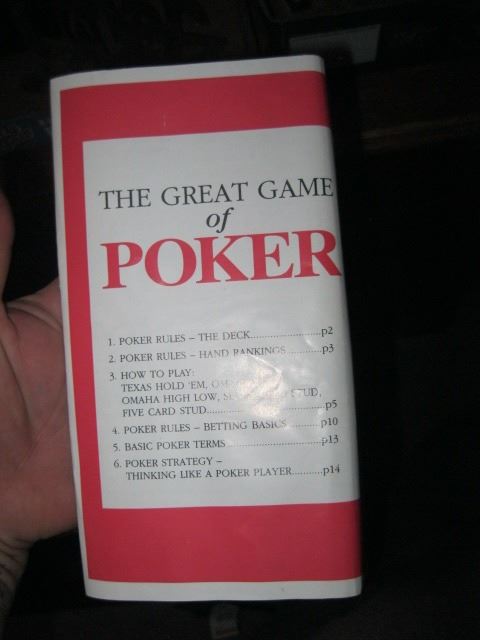 THE GREAT GAME
of
POKER
1. POKER RULES – THE DECK......................p2
2. POKER RULES – HAND RANKINGS...........p3
3. HOW TO PLAY:
TEXAS HOLD 'EM,
OMAHA HIGH LOW, STUD,
FIVE CARD STUD......................................p5
4. POKER RULES – BETTING BASICS..........p10
5. BASIC POKER TERMS..............................p13
6. POKER STRATEGY –
THINKING LIKE A POKER PLAYER..........p14